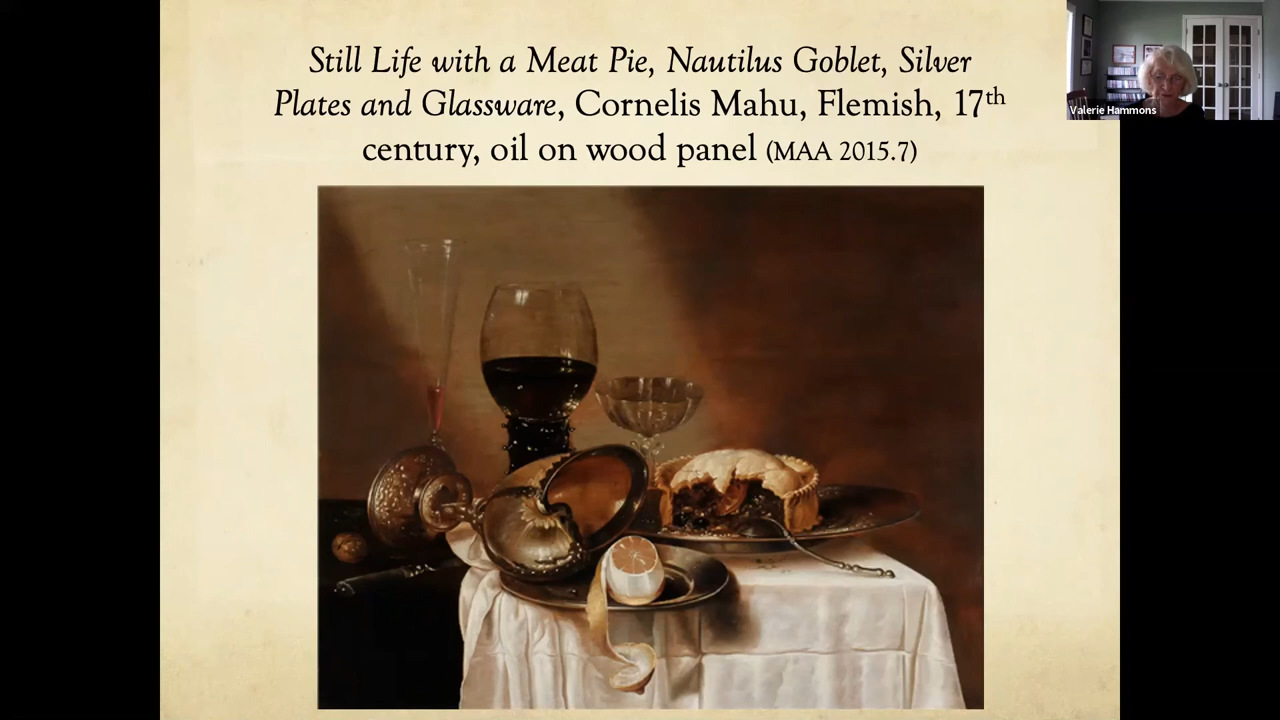 Still Life with a Meat Pie, Nautilus Goblet, Silver
Plates and Glassware, Cornelis Mahu, Flemish, 17th
century, oil on wood panel (MAA 2015.7)
Valerie Hammons